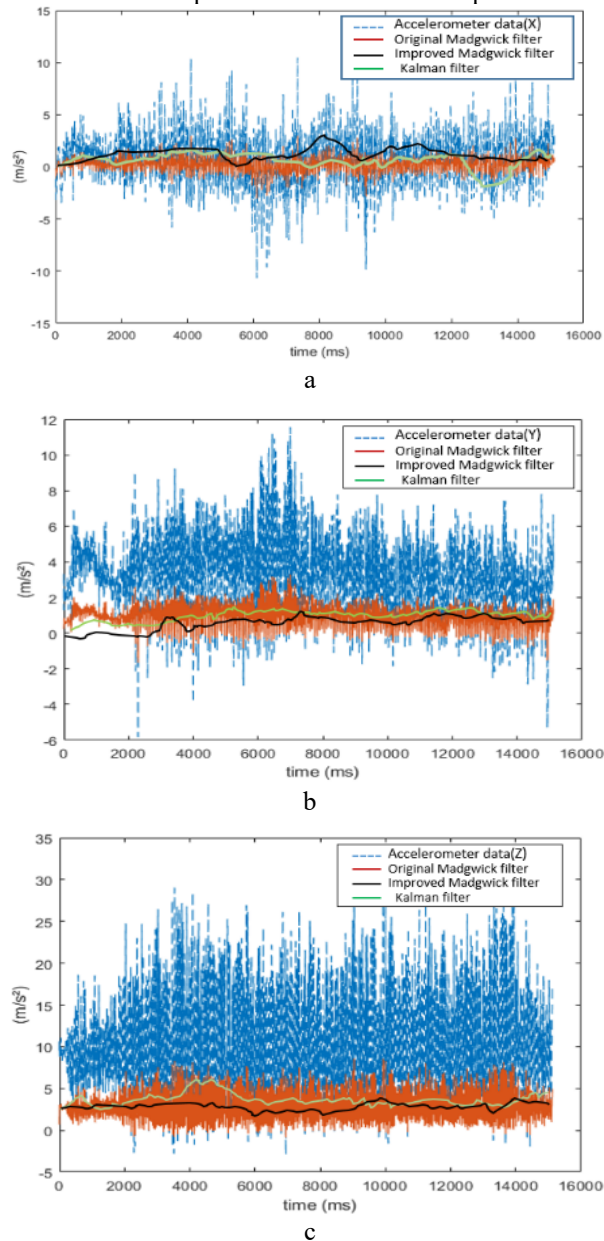 Accelerometer data(X)
Original Madgwick filter
Improved Madgwick filter
Kalman filter
15
10
5
0
-5
-10
-15
(m/s²)
0 2000 4000 6000 8000 10000 12000 14000 16000
time (ms)
a
Accelerometer data(Y)
Original Madgwick filter
Improved Madgwick filter
Kalman filter
12
10
8
6
4
2
0
-2
-4
-6
(m/s²)
0 2000 4000 6000 8000 10000 12000 14000 16000
time (ms)
b
Accelerometer data(Z)
Original Madgwick filter
Improved Madgwick filter
Kalman filter
35
30
25
20
15
10
5
0
-5
(m/s²)
0 2000 4000 6000 8000 10000 12000 14000 16000
time (ms)
c